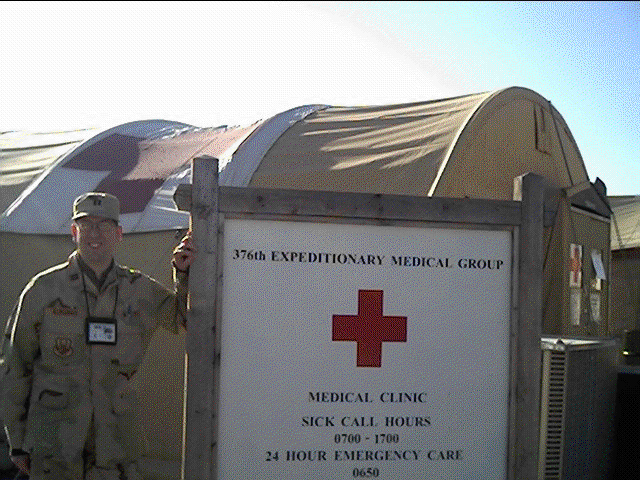 376th EXPEDITIONARY MEDICAL GROUP
MEDICAL CLINIC
SICK CALL HOURS
0700 - 1700
24 HOUR EMERGENCY CARE
0650